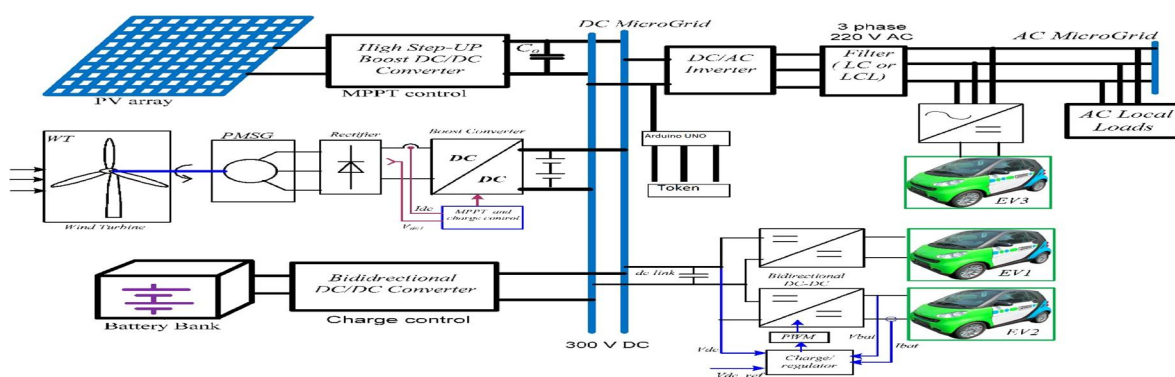 PV array
High Step-UP
Boost DC/DC
Converter
MPPT control
Co
DC MicroGrid
DC/AC
Inverter
3 phase
220 V AC
Filter
( LC or
LCL)
AC MicroGrid
AC Local
Loads
WT
Wind Turbine
PMSG
Rectifier
Boost Converter
DC
DC
Idc
Vdc1
MPPT and
charge control
Arduino UNO
Token
EV3
Battery Bank
Bididrectional
DC/DC Converter
Charge control
300 V DC
dc link
Bidirectional
DC-DC
EV1
EV2
PWM
Vbat
Ibat
Vdc
Charge/
regulator
Vdc_ref